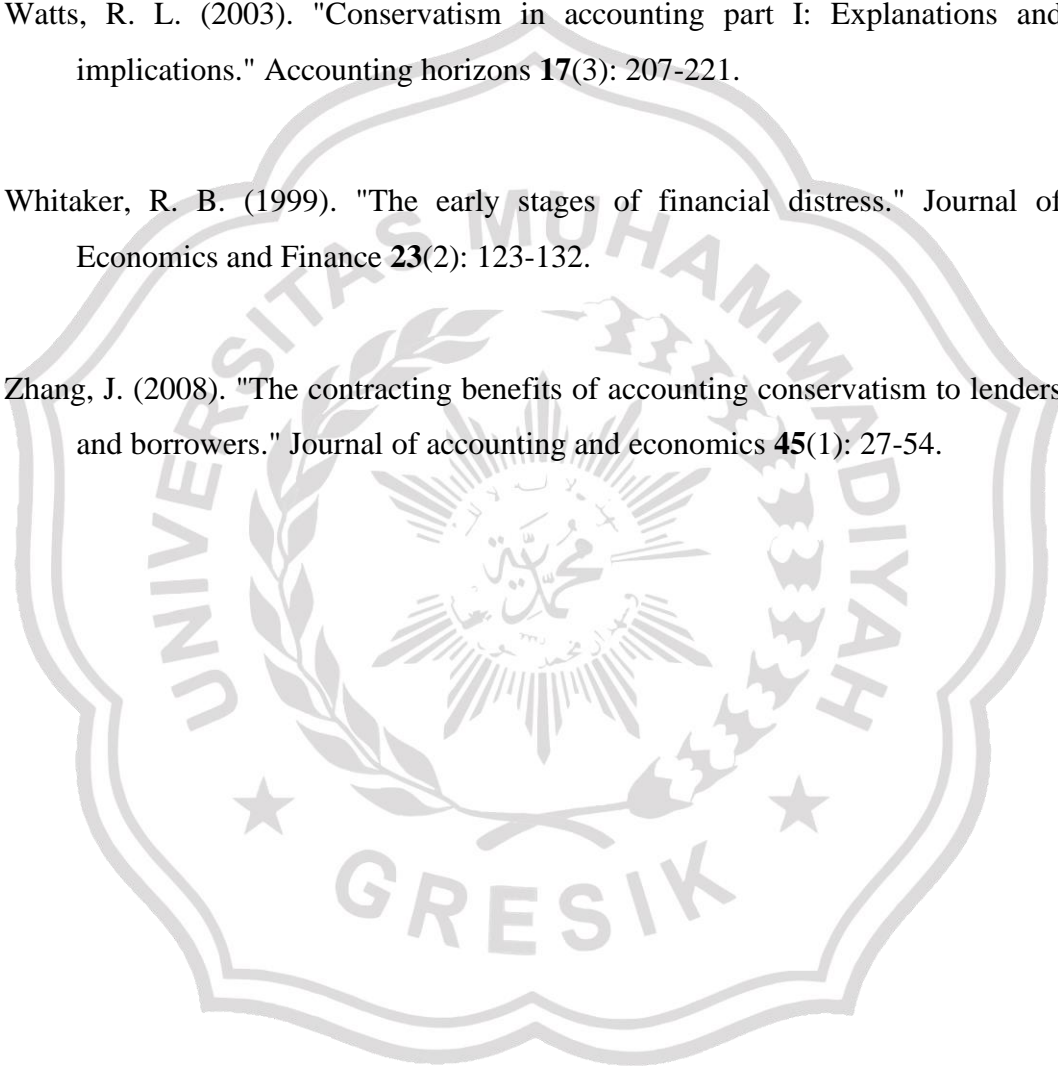 Watts, R. L. (2003). "Conservatism in accounting part I: Explanations and
implications." Accounting horizons 17(3): 207-221.
Whitaker, R. B. (1999). "The early stages of financial distress." Journal of
Economics and Finance 23(2): 123-132.
Zhang, J. (2008). "The contracting benefits of accounting conservatism to lenders
and borrowers." Journal of accounting and economics 45(1): 27-54.
UNIVERSITAS MUHAMMADIYAH
محمد
GRESIK